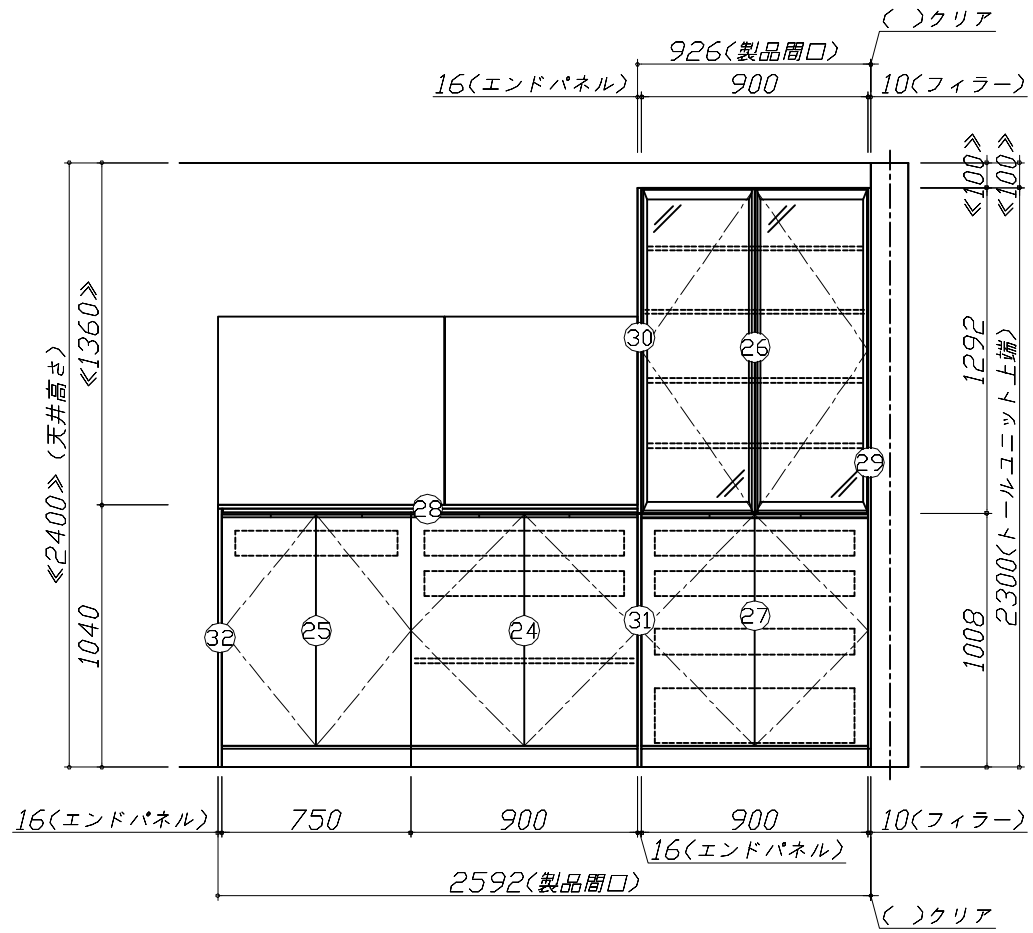 ( )クリア
926(製品間口)
16(エンドパネル)
900
10(フィラー)
≪100≫
≪100≫
≪1360≫
≪2400≫(天井高さ)
1040
1292
2300(トールユニット上端)
1008
30
26
29
28
32
25
24
31
27
16(エンドパネル)
750
900
900
10(フィラー)
16(エンドパネル)
2592(製品間口)
( )クリア